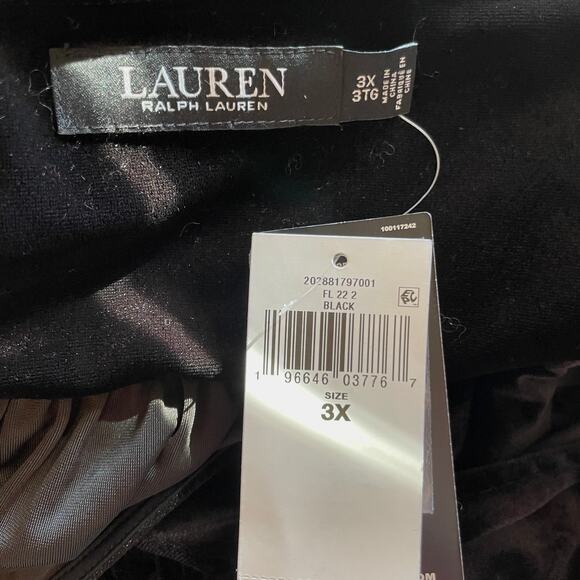 LAUREN
RALPH LAUREN
3X
3TG
MADE IN
CHINA
FABRIQUÉ EN
CHINE
100117242
202881797001
FL 22 2
BLACK
1 96646 03776 7
SIZE
3X
OM